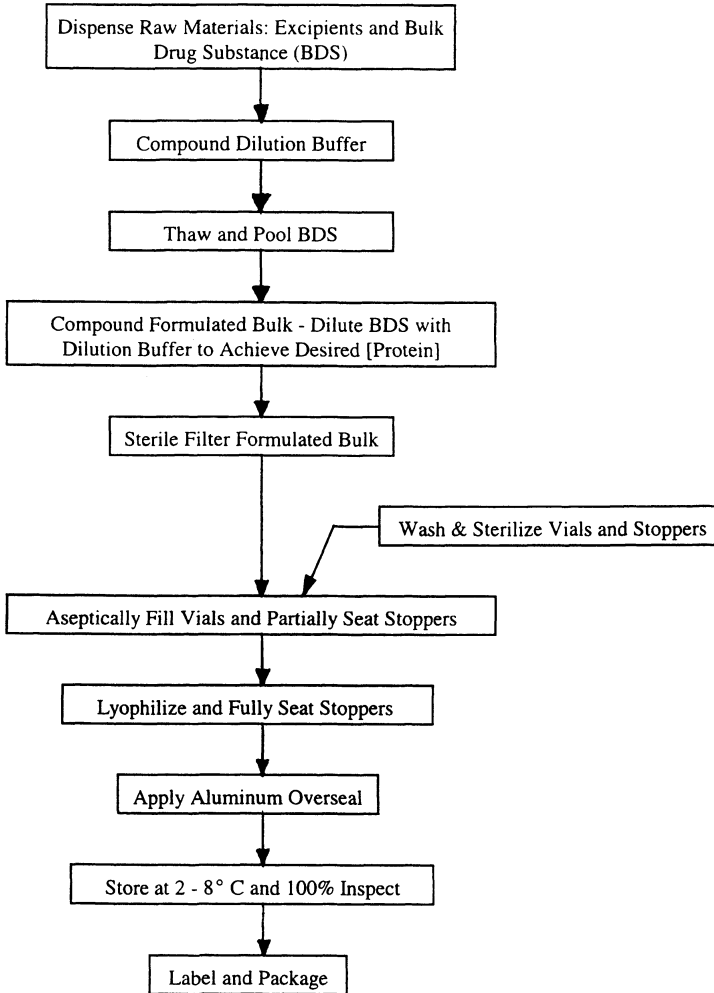 Dispense Raw Materials: Excipients and Bulk
Drug Substance (BDS)
Compound Dilution Buffer
Thaw and Pool BDS
Compound Formulated Bulk - Dilute BDS with
Dilution Buffer to Achieve Desired [Protein]
Sterile Filter Formulated Bulk
Wash & Sterilize Vials and Stoppers
Aseptically Fill Vials and Partially Seat Stoppers
Lyophilize and Fully Seat Stoppers
Apply Aluminum Overseal
Store at 2 - 8° C and 100% Inspect
Label and Package